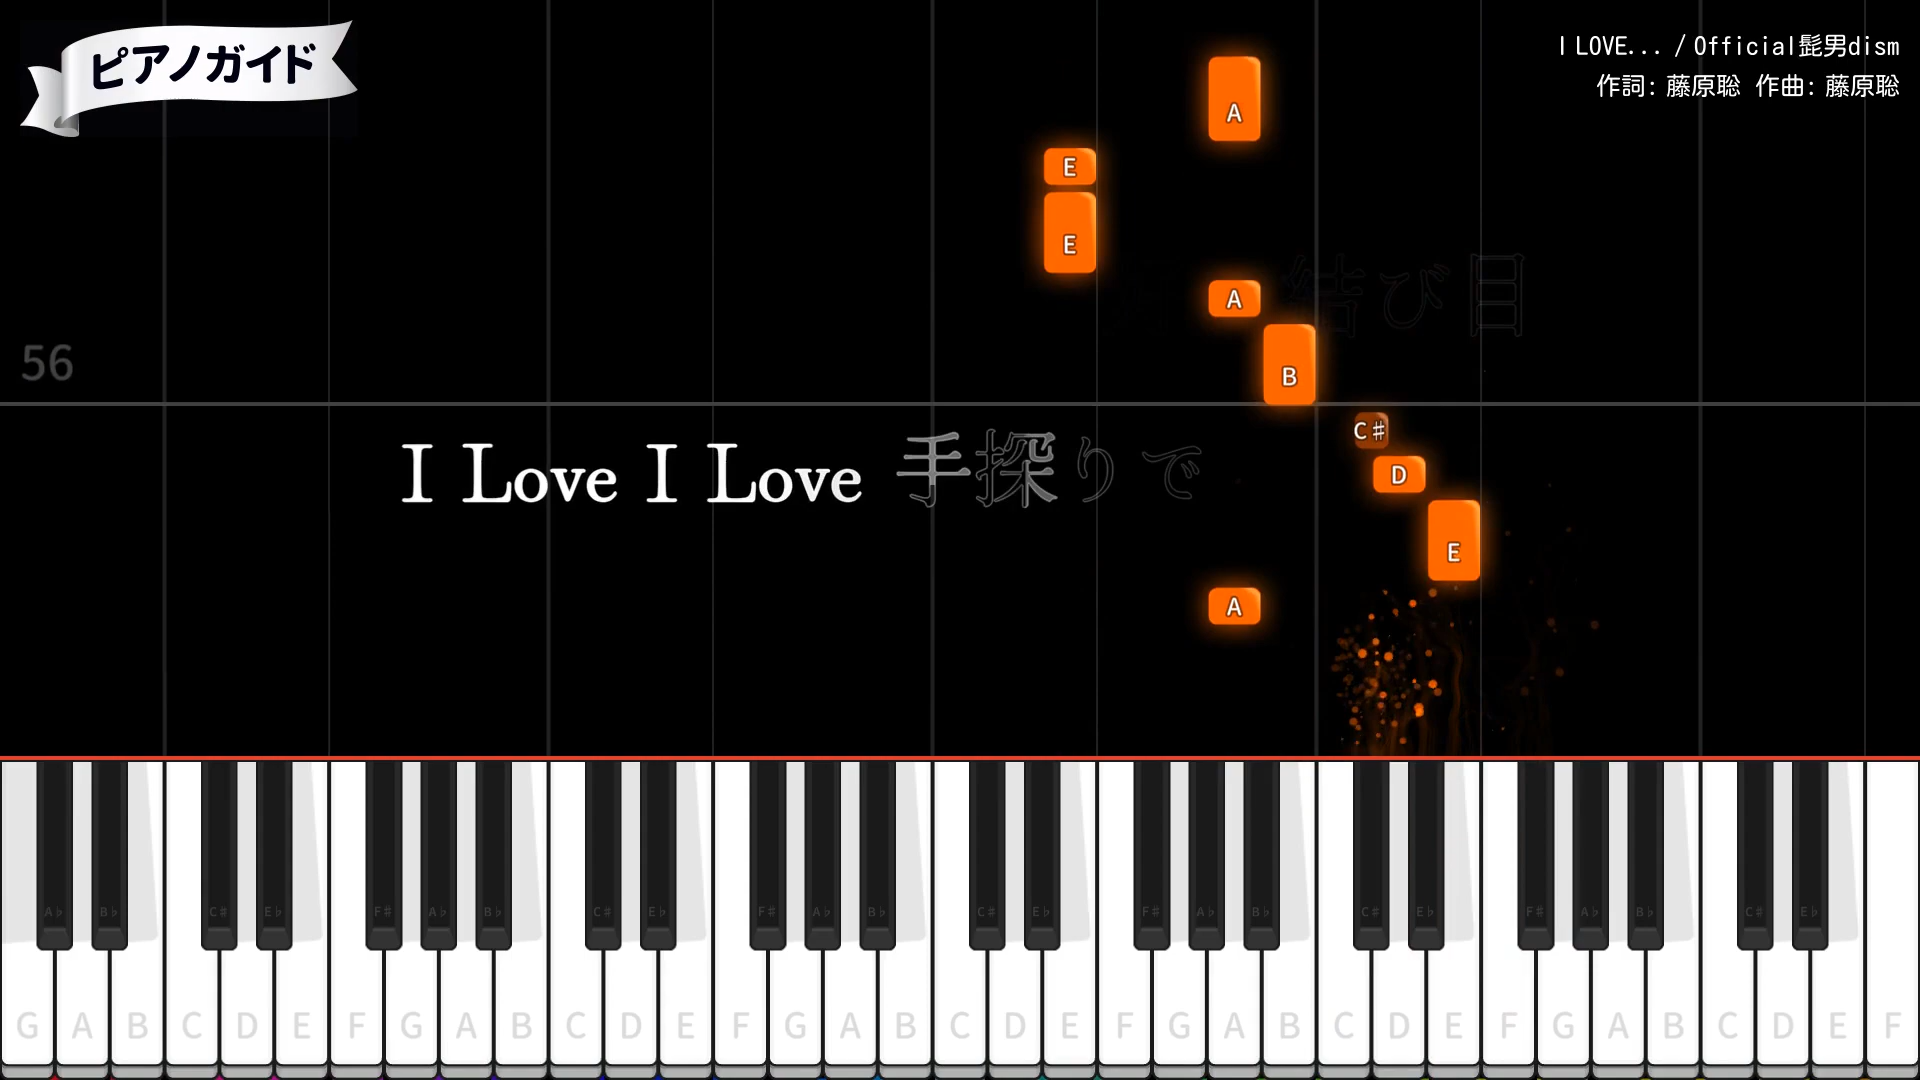 ピアノガイド
I LOVE... / Official髭男dism
作詞: 藤原聡 作曲: 藤原聡
A
E
E
結び目
A
56
B
C♯
I Love I Love 手探りで
D
E
A
A♭ B♭ C♯ E♭ F♯ A♭ B♭ C♯ E♭ F♯ A♭ B♭ C♯ E♭ F♯ A♭ B♭ C♯ E♭ F♯ A♭ B♭ C♯ E♭
G A B C D E F G A B C D E F G A B C D E F G A B C D E F G A B C D E F